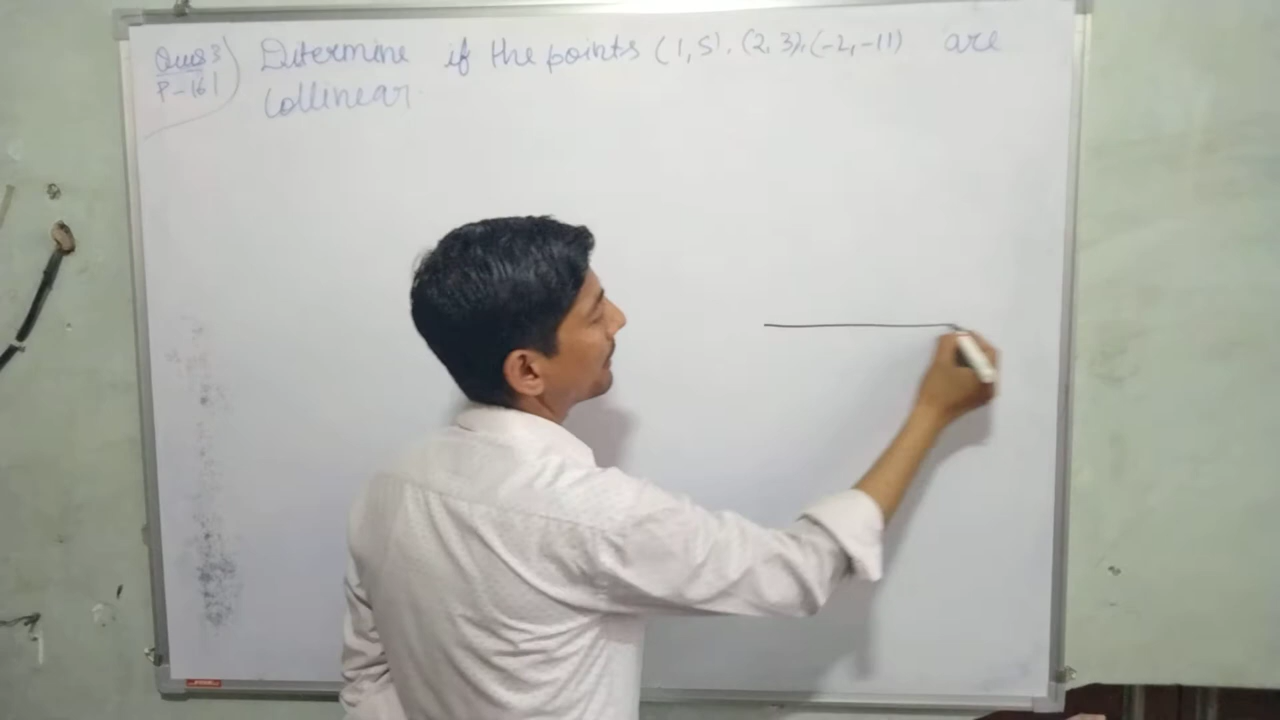 Ques 3) Determine if the points (1,5), (2,3), (-2,-11) are
P-161 collinear.